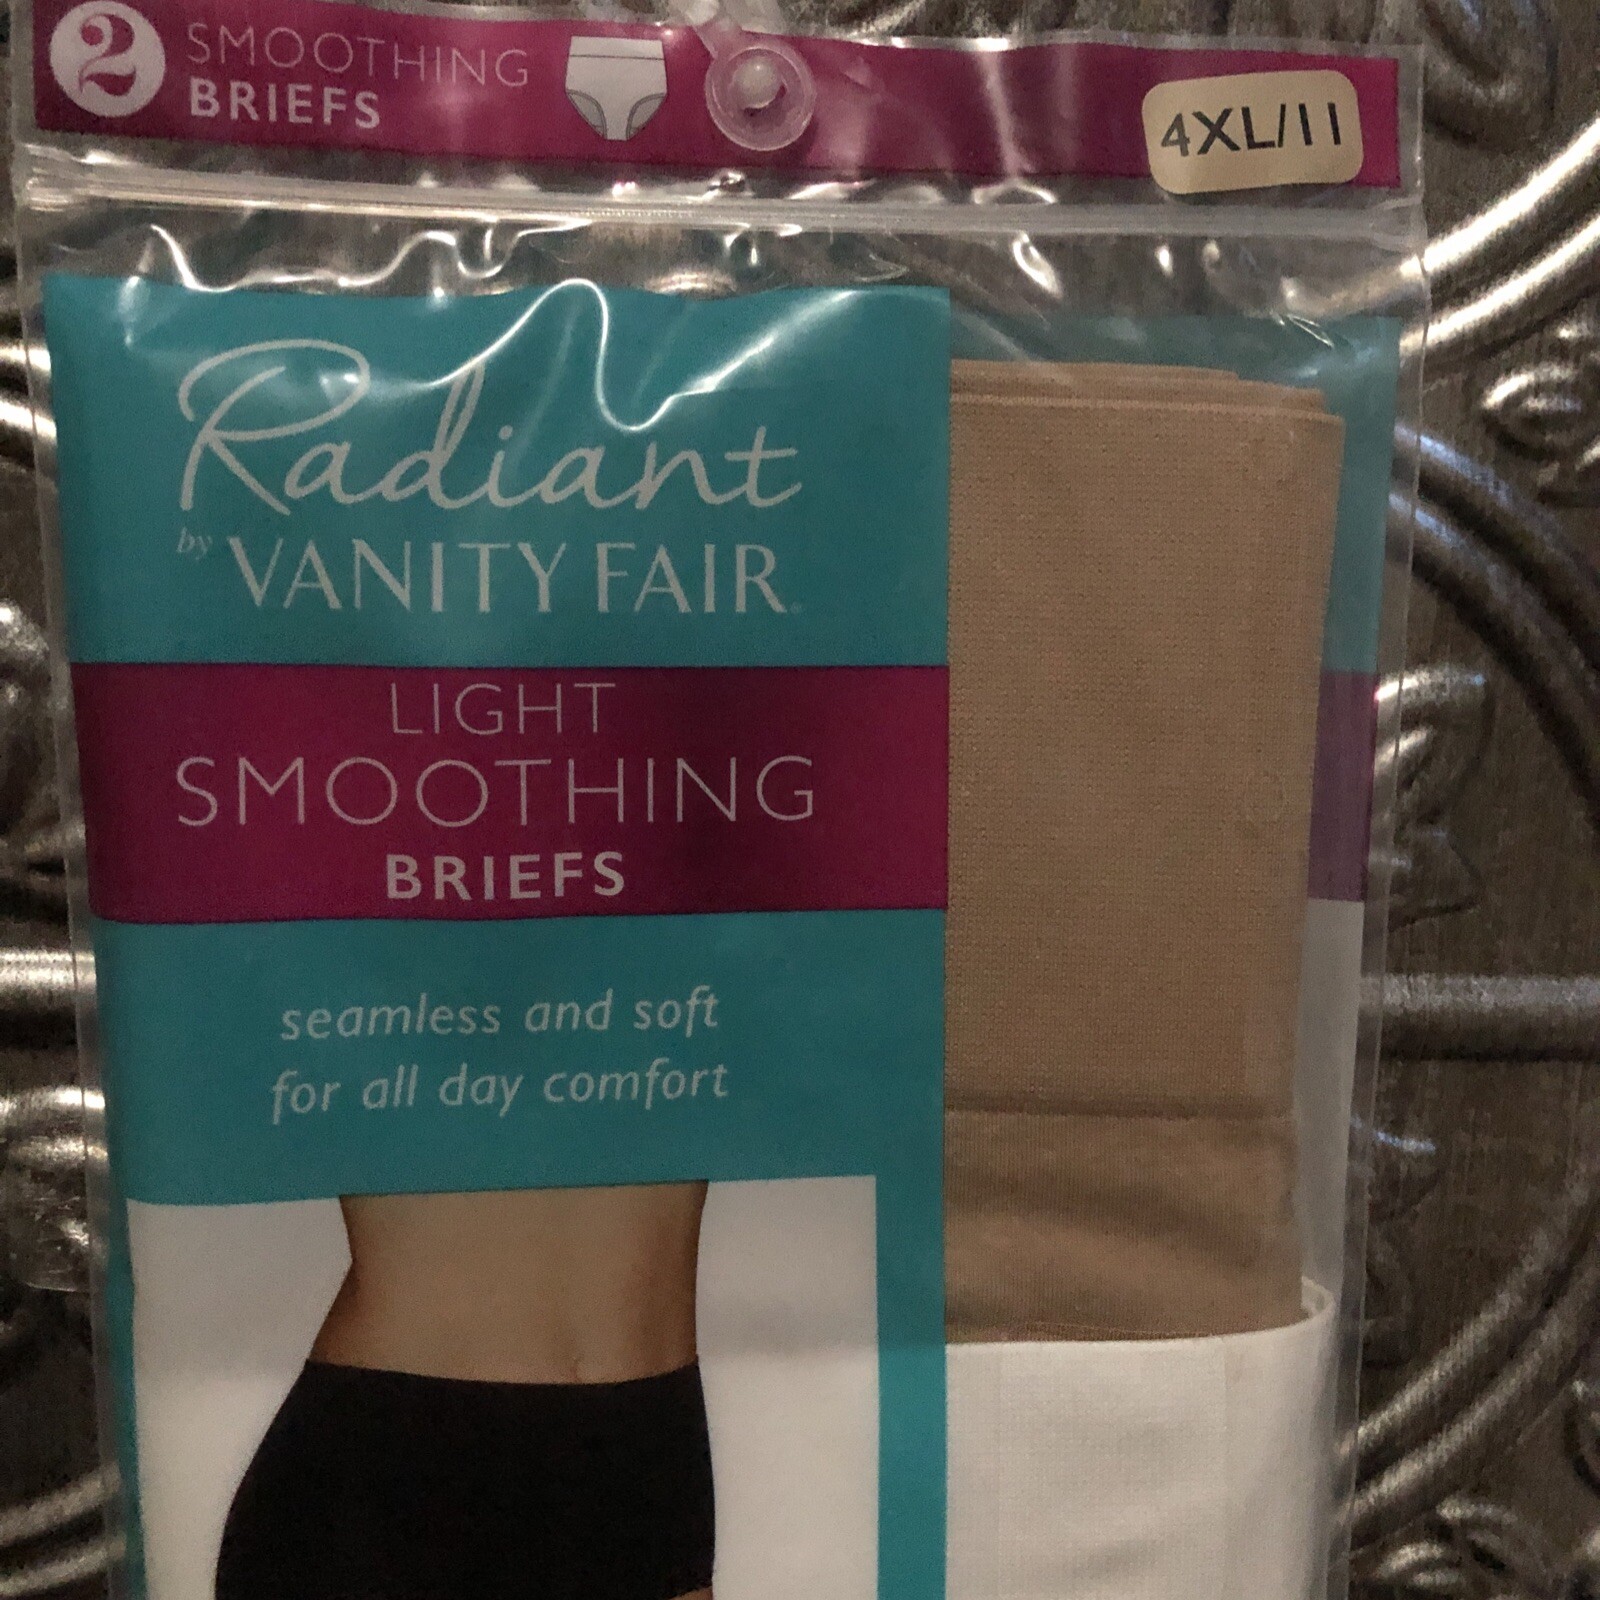 2 SMOOTHING
BRIEFS
4XL/11
Radiant
by VANITY FAIR®
LIGHT
SMOOTHING
BRIEFS
seamless and soft
for all day comfort